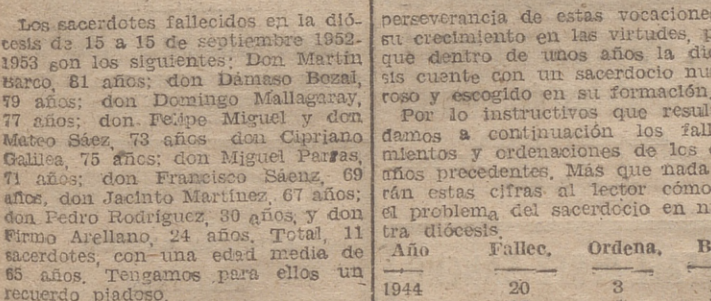 Los sacerdotes fallecidos en la dió-
cesis de 15 a 15 de septiembre 1952-
1953 son los siguientes: Don Martín
Barco, 81 años; don Dámaso Bozal,
79 años; don Domingo Mallagaray,
77 años; don Felipe Miguel y don
Mateo Sáez, 73 años don Cipriano
Galilea, 75 años; don Miguel Parras,
71 años; don Francisco Sáenz, 69
años, don Jacinto Martínez, 67 años;
don Pedro Rodríguez, 30 años, y don
Firmo Arellano, 24 años. Total, 11
sacerdotes, con una edad media de
65 años. Tengamos para ellos un
recuerdo piadoso.
perseverancia de estas vocacione
su crecimiento en las virtudes, p
que dentro de unos años la dió
sis cuente con un sacerdocio nu
roso y escogido en su formación.
Por lo instructivos que resul
damos a continuación los fall
mientos y ordenaciones de los
años precedentes. Más que nada
rán estas cifras al lector cómo
el problema del sacerdocio en n
tra diócesis.
Año Fallec. Ordena. B
1944 20 3